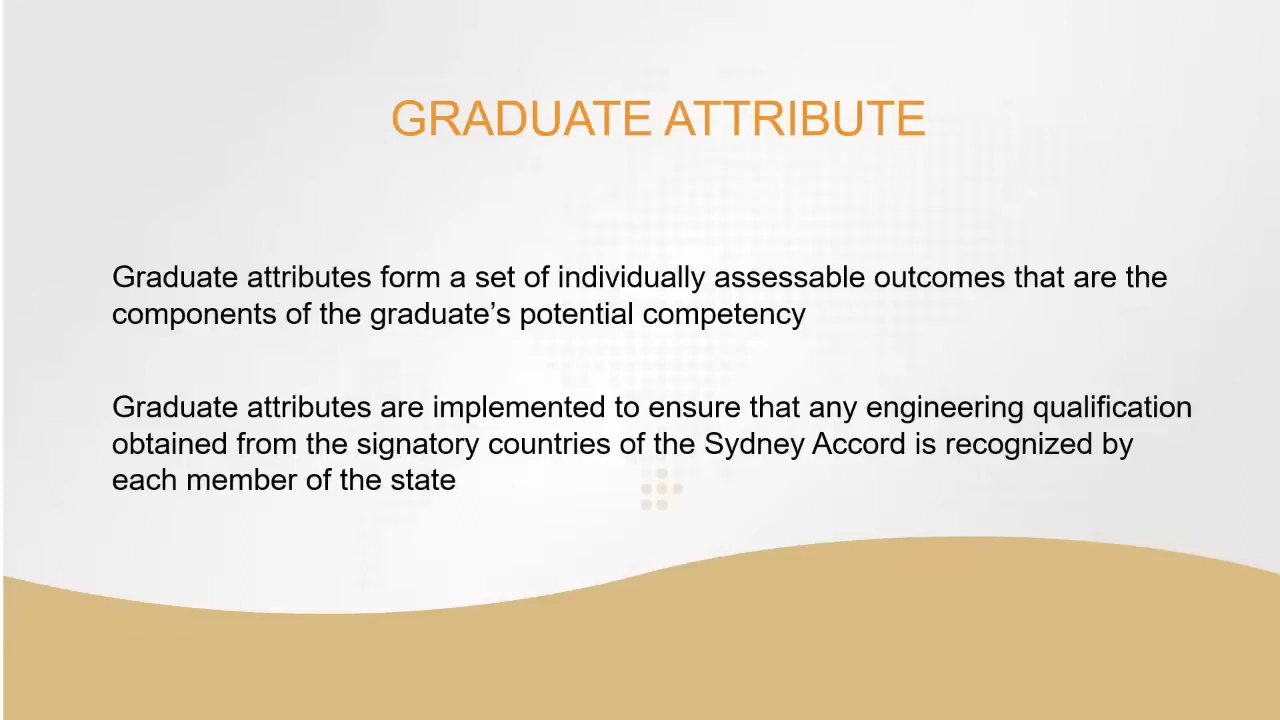 GRADUATE ATTRIBUTE
Graduate attributes form a set of individually assessable outcomes that are the
components of the graduate’s potential competency
Graduate attributes are implemented to ensure that any engineering qualification
obtained from the signatory countries of the Sydney Accord is recognized by
each member of the state